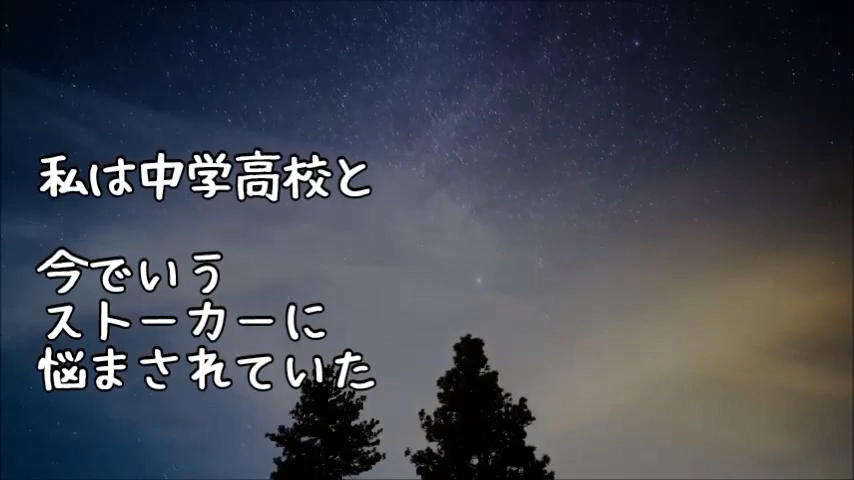 私は中学高校と
今でいう
ストーカーに
悩まされていた